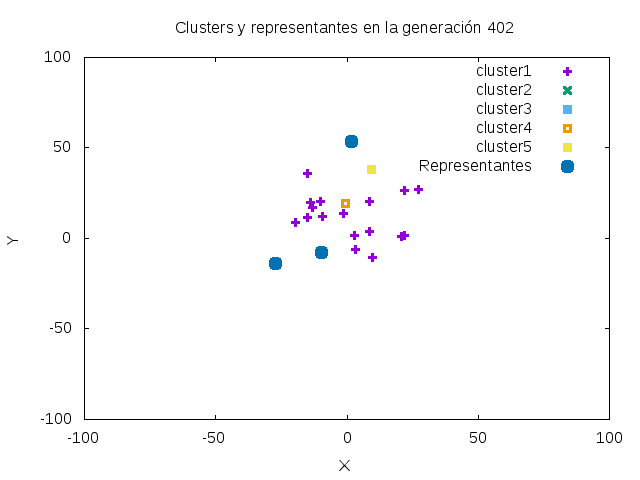 Clusters y representantes en la generación 402
cluster1
cluster2
cluster3
cluster4
cluster5
Representantes
100
50
0
-50
-100
Y
-100
-50
0
50
100
X